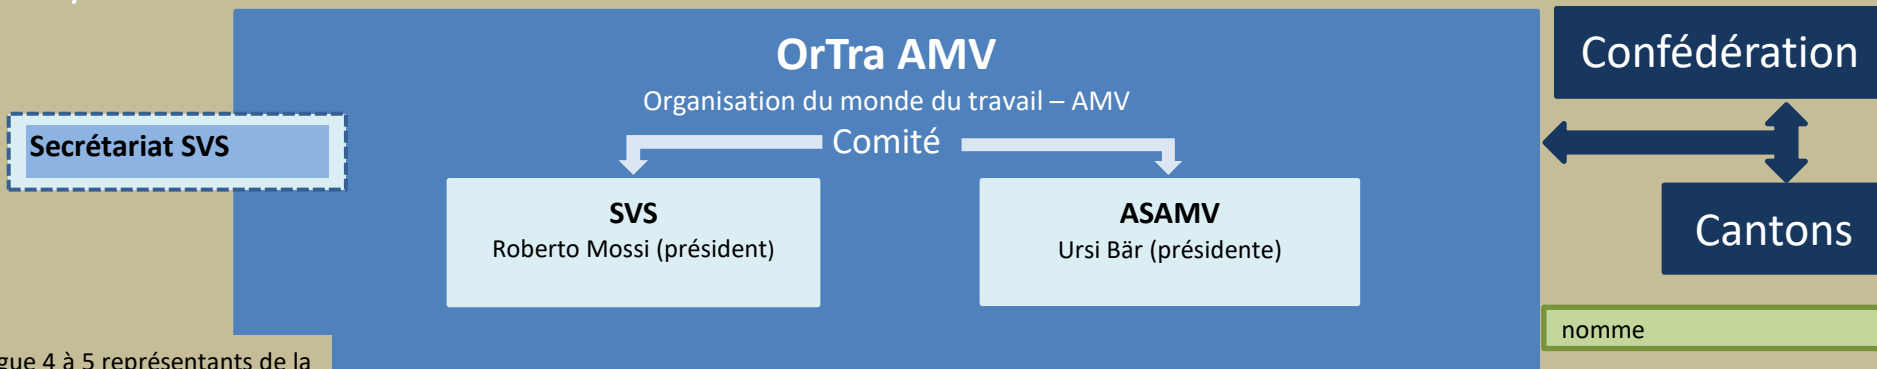 OrTra AMV
Organisation du monde du travail – AMV
Comité
Secrétariat SVS
SVS
Roberto Mossi (président)
ASAMV
Ursi Bär (présidente)
Confédération
Cantons
nomme
4 à 5 représentants de la